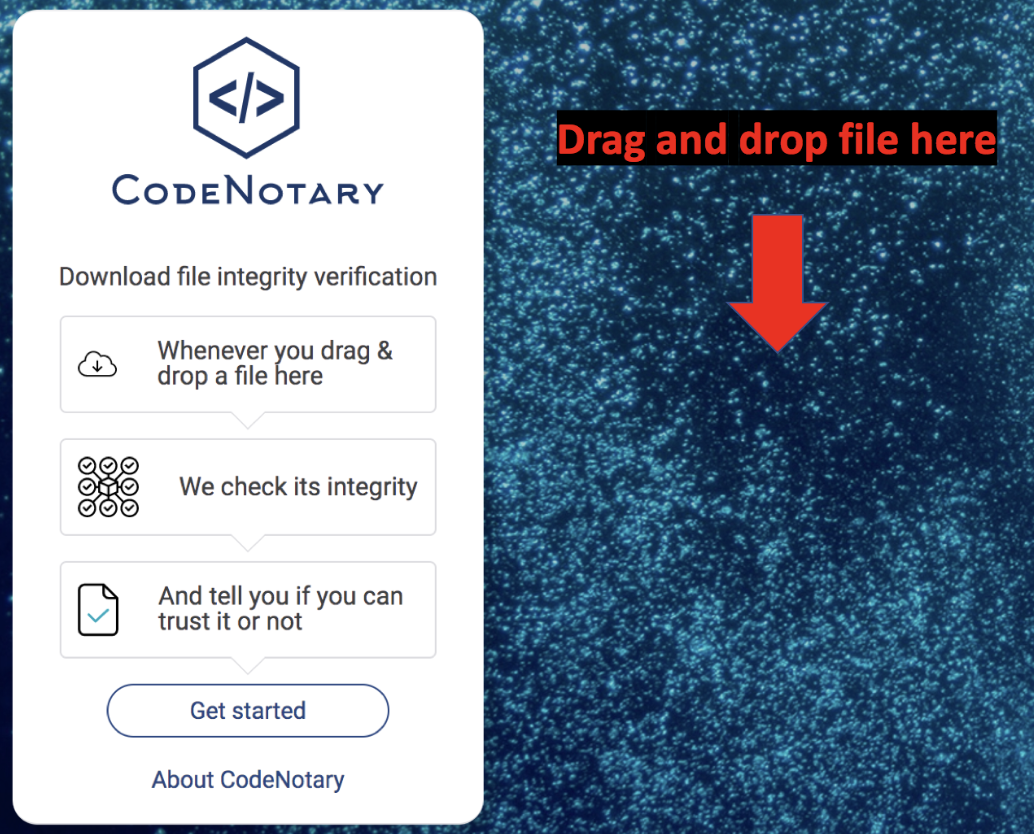 </>
CODENOTARY
Download file integrity verification
Whenever you drag &
drop a file here
We check its integrity
And tell you if you can
trust it or not
Get started
About CodeNotary
Drag and drop file here